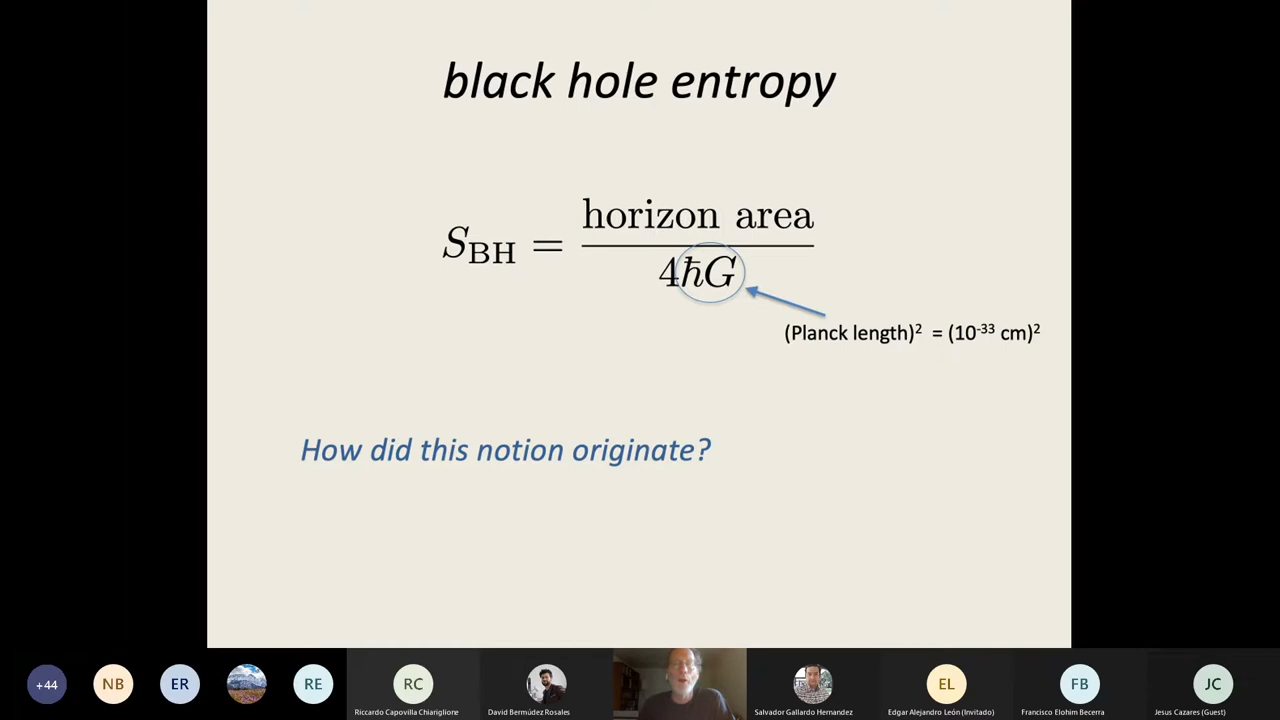 black hole entropy
S_BH = horizon area / 4ħG
(Planck length)² = (10⁻³³ cm)²
How did this notion originate?
+44
NB
ER
RE
RC
Riccardo Capovilla Chiariglione
David Bermúdez Rosales
Salvador Gallardo Hernandez
EL
Edgar Alejandro León (Invitado)
FB
Francisco Elohim Becerra
JC
Jesus Cazares (Guest)